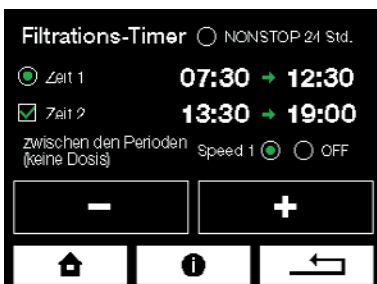 Filtrations-Timer NONSTOP 24 Std.
Zeit 1 07:30 → 12:30
Zeit 2 13:30 → 19:00
zwischen den Perioden
(keine Dosis) Speed 1 OFF
− +